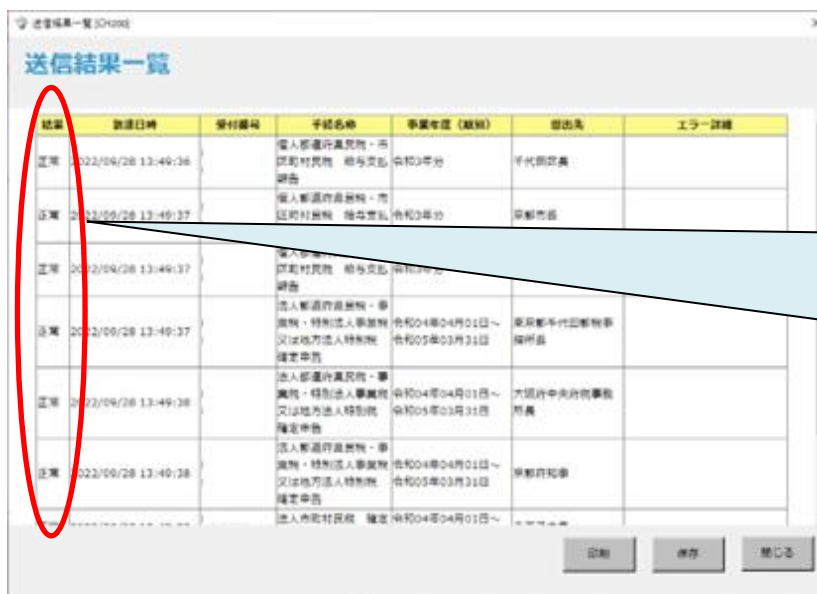 送信結果一覧
送信結果一覧
結果 到達日時 受付番号 手続名称 事業年度（期別） 提出先 エラー詳細
正常 2022/09/28 13:49:36 個人都道府県民税・市区町村民税 給与支払報告 令和3年分 千代田区長
正常 2022/09/28 13:49:37 個人都道府県民税・市区町村民税 給与支払 令和3年分 京都市長
正常 2022/09/28 13:49:37 区町村民税 給与支払報告
正常 2022/09/28 13:49:37 法人都道府県民税・事業税・特別法人事業税又は地方法人特別税 確定申告 令和04年04月01日～令和05年03月31日 東京都千代田都税事務所長
正常 2022/09/28 13:49:38 法人都道府県民税・事業税・特別法人事業税又は地方法人特別税 確定申告 令和04年04月01日～令和05年03月31日 大阪府中央府税事務所長
正常 2022/09/28 13:49:38 法人都道府県民税・事業税・特別法人事業税又は地方法人特別税 確定申告 令和04年04月01日～令和05年03月31日 京都府知事
法人市町村民税 確定 令和04年04月01日～
印刷 保存 閉じる